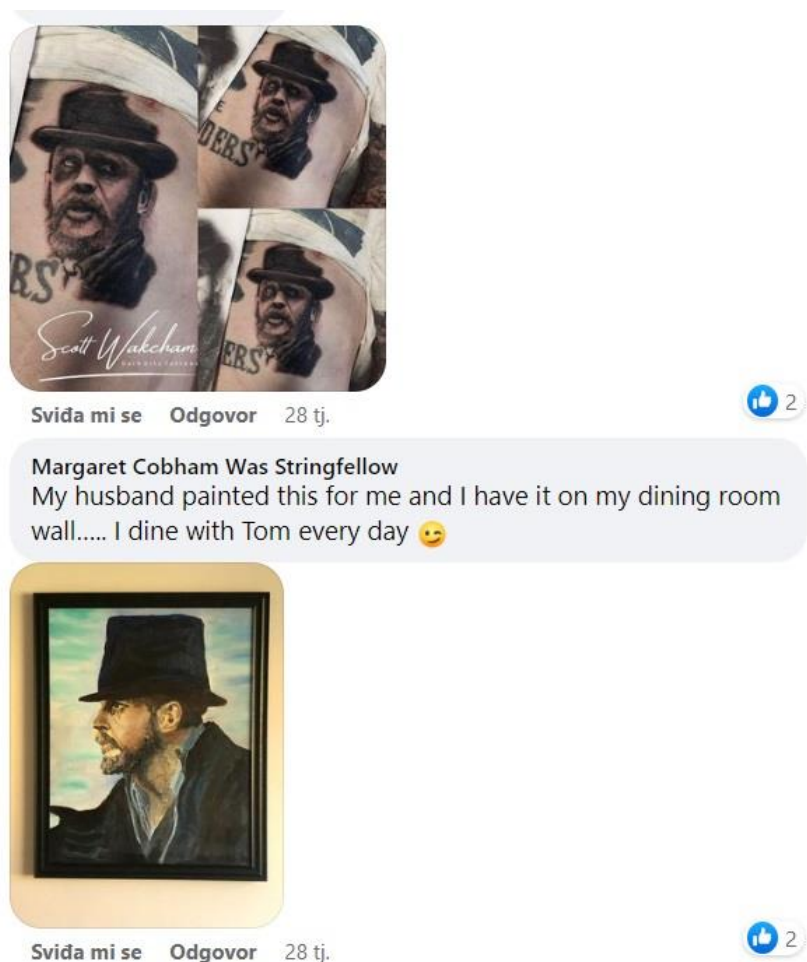 DERS
RS
ERS
Scott Wakcham
Sviđa mi se Odgovor 28 tj.
2
Margaret Cobham Was Stringfellow
My husband painted this for me and I have it on my dining room
wall..... I dine with Tom every day 😉
Sviđa mi se Odgovor 28 tj.
2